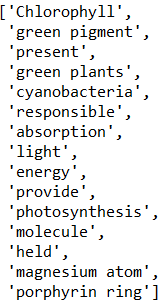 ['Chlorophyll',
'green pigment',
'present',
'green plants',
'cyanobacteria',
'responsible',
'absorption',
'light',
'energy',
'provide',
'photosynthesis',
'molecule',
'held',
'magnesium atom',
'porphyrin ring']